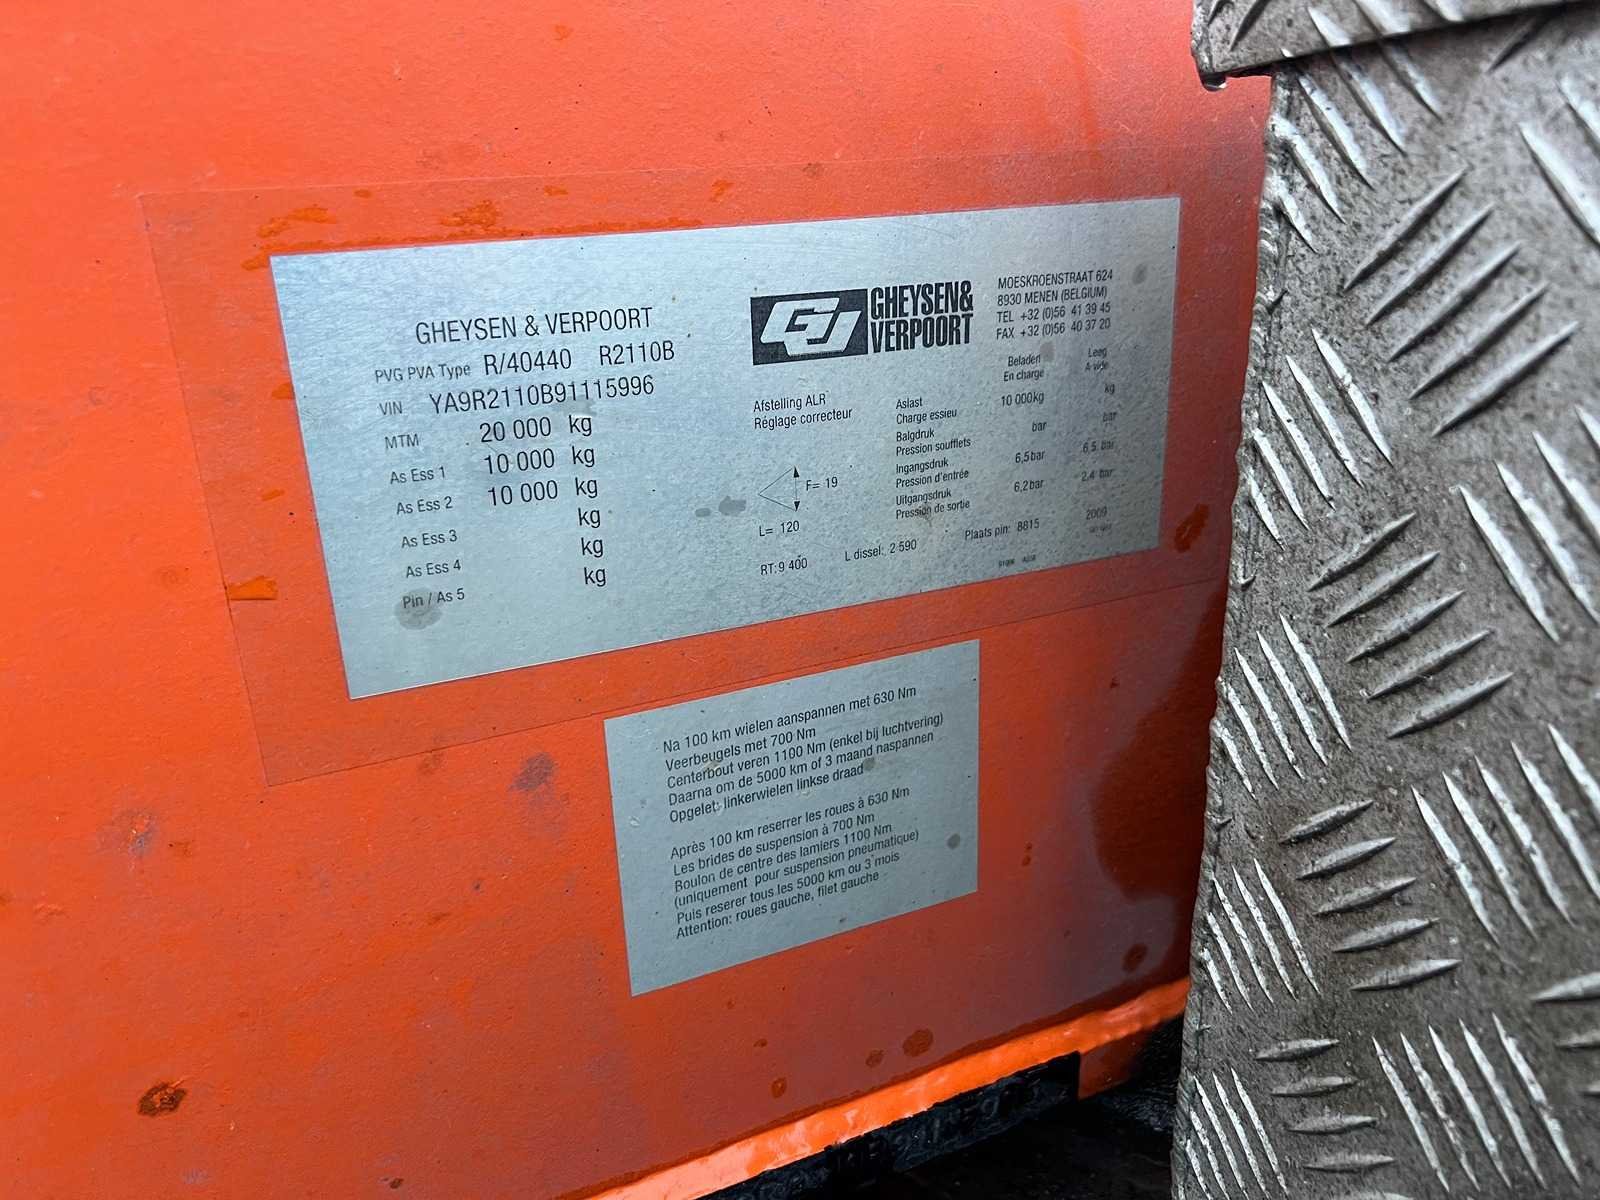 GHEYSEN & VERPOORT
PVG PVA Type R/40440 R2110B
VIN YA9R2110B91115996
MTM 20 000 kg
As Ess 1 10 000 kg
As Ess 2 10 000 kg
As Ess 3 kg
As Ess 4 kg
Pin / As 5 kg
GV GHEYSEN&
VERPOORT
MOESKROENSTRAAT 624
8930 MENEN (BELGIUM)
TEL +32 (0)56 41 39 45
FAX +32 (0)56 40 37 20
Afstelling ALR
Réglage correcteur
F= 19
L= 120
Beladen Leeg
En charge A vide
Aslast
Charge essieu 10 000kg kg
Balgdruk
Pression soufflets bar bar
Ingangsdruk
Pression d'entrée 6,5bar 6,5 bar
Uitgangsdruk
Pression de sortie 6,2bar 2,4 bar
RT: 9 400 L dissel: 2 590 Plaats pin: 8815 2009
Na 100 km wielen aanspannen met 630 Nm
Veerbeugels met 700 Nm
Centerbout veren 1100 Nm (enkel bij luchtvering)
Daarna om de 5000 km of 3 maand naspannen
Opgelet: linkerwielen linkse draad
Après 100 km reserrer les roues à 630 Nm
Les brides de suspension à 700 Nm
Boulon de centre des lamiers 1100 Nm
(uniquement pour suspension pneumatique)
Puis reserer tous les 5000 km ou 3 mois
Attention: roues gauche, filet gauche